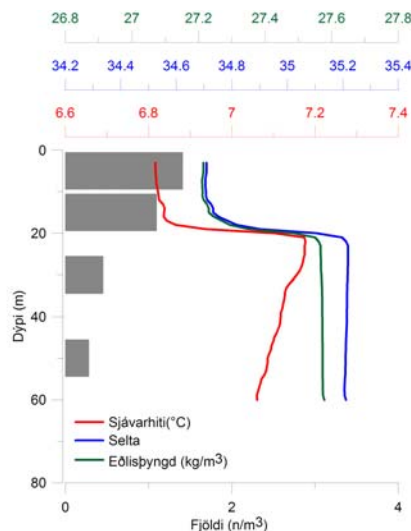 26.8 27 27.2 27.4 27.6 27.8
34.2 34.4 34.6 34.8 35 35.2 35.4
6.6 6.8 7 7.2 7.4
0
20
40
60
80
Dýpi (m)
Sjávarhiti(°C)
Selta
Eðlisþyngd (kg/m³)
0 2 4
Fjöldi (n/m³)